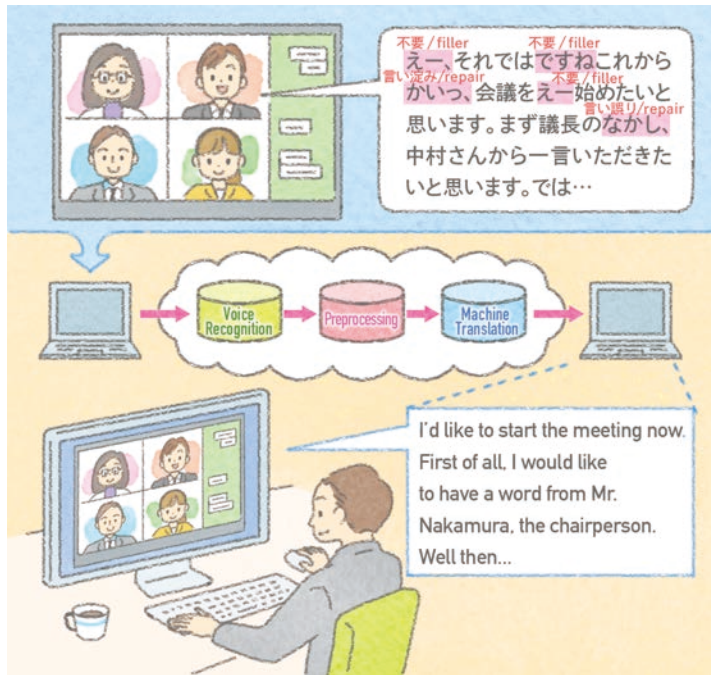 不要/filler 不要/filler
えー、それではですねこれから
言い淀み/repair 不要/filler
かいっ、会議をえー始めたいと
言い誤り/repair
思います。まず議長のなかし、
中村さんから一言いただきた
いと思います。では…
Voice
Recognition
Preprocessing
Machine
Translation
I'd like to start the meeting now.
First of all, I would like
to have a word from Mr.
Nakamura, the chairperson.
Well then...